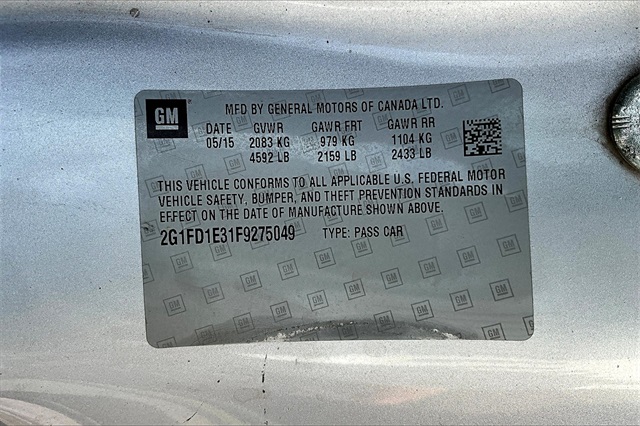 GM
MFD BY GENERAL MOTORS OF CANADA LTD.
DATE GVWR GAWR FRT GAWR RR
05/15 2083 KG 979 KG 1104 KG
4592 LB 2159 LB 2433 LB
THIS VEHICLE CONFORMS TO ALL APPLICABLE U.S. FEDERAL MOTOR
VEHICLE SAFETY, BUMPER, AND THEFT PREVENTION STANDARDS IN
EFFECT ON THE DATE OF MANUFACTURE SHOWN ABOVE.
2G1FD1E31F9275049 TYPE: PASS CAR